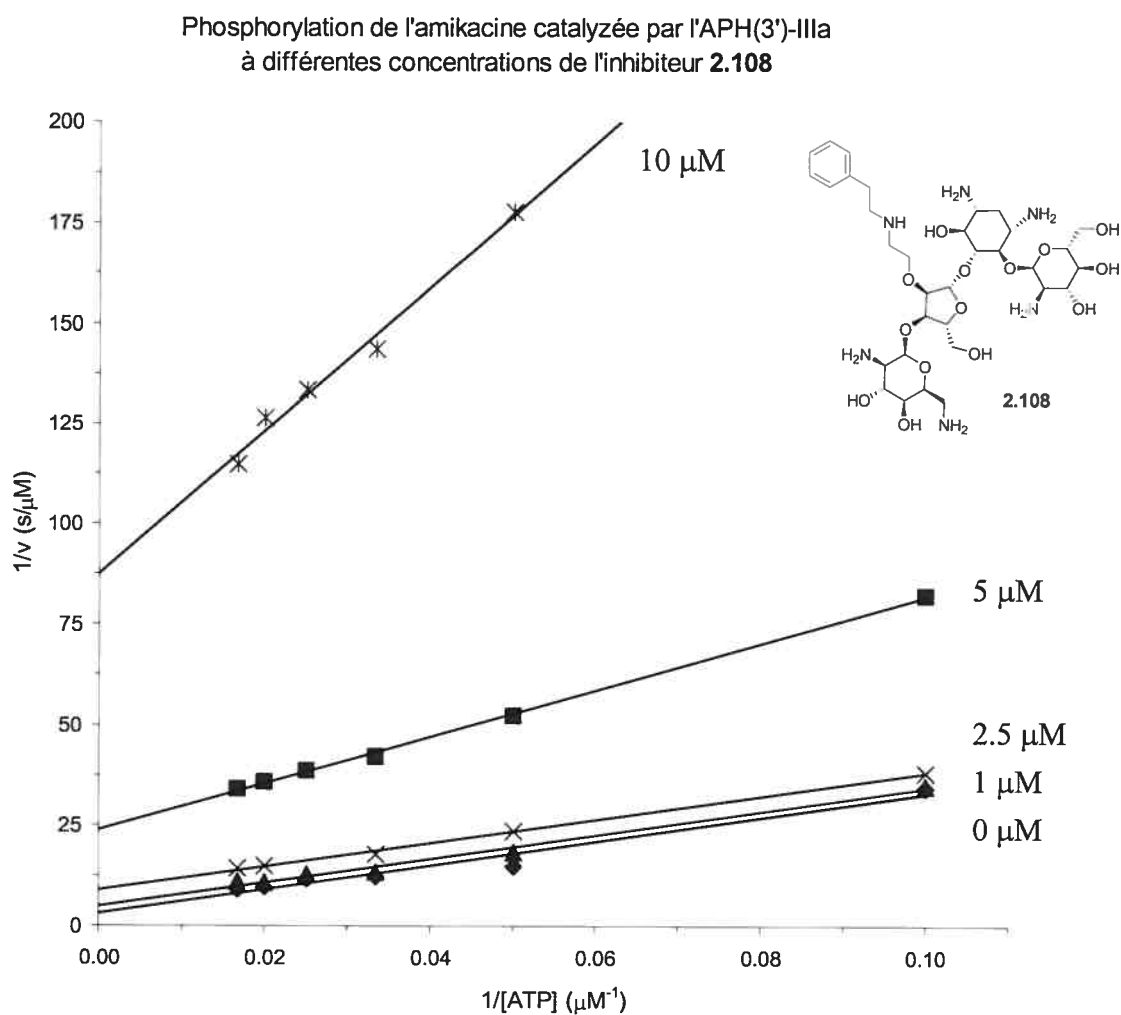 Phosphorylation de l'amikacine catalyzée par l'APH(3')-IIIa
à différentes concentrations de l'inhibiteur 2.108
200
175
150
125
100
75
50
25
0
1/v (s/µM)
0.00
0.02
0.04
0.06
0.08
0.10
1/[ATP] (µM⁻¹)
10 µM
5 µM
2.5 µM
1 µM
0 µM
NH
H₂N
NH₂
HO
O
O
O
O
O
OH
OH
OH
H₂N
O
O
OH
H₂N
O
HO
OH
NH₂
2.108